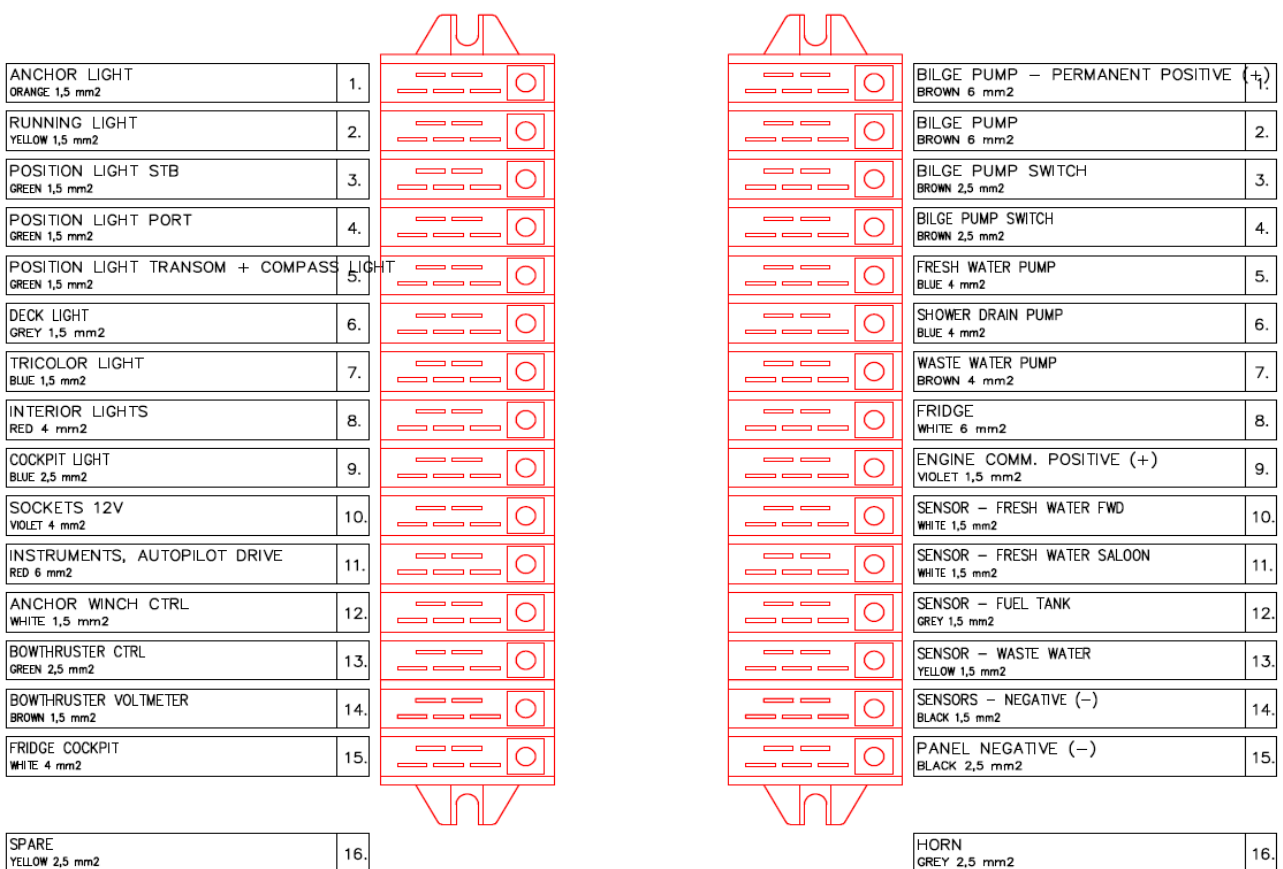 ANCHOR LIGHT
ORANGE 1,5 mm2
1.
RUNNING LIGHT
YELLOW 1,5 mm2
2.
POSITION LIGHT STB
GREEN 1,5 mm2
3.
POSITION LIGHT PORT
GREEN 1,5 mm2
4.
POSITION LIGHT TRANSOM + COMPASS LIGHT
GREEN 1,5 mm2
5.
DECK LIGHT
GREY 1,5 mm2
6.
TRICOLOR LIGHT
BLUE 1,5 mm2
7.
INTERIOR LIGHTS
RED 4 mm2
8.
COCKPIT LIGHT
BLUE 2,5 mm2
9.
SOCKETS 12V
VIOLET 4 mm2
10.
INSTRUMENTS, AUTOPILOT DRIVE
RED 6 mm2
11.
ANCHOR WINCH CTRL
WHITE 1,5 mm2
12.
BOWTHRUSTER CTRL
GREEN 2,5 mm2
13.
BOWTHRUSTER VOLTMETER
BROWN 1,5 mm2
14.
FRIDGE COCKPIT
WHITE 4 mm2
15.
SPARE
YELLOW 2,5 mm2
16.
BILGE PUMP – PERMANENT POSITIVE (+)
BROWN 6 mm2
1.
BILGE PUMP
BROWN 6 mm2
2.
BILGE PUMP SWITCH
BROWN 2,5 mm2
3.
BILGE PUMP SWITCH
BROWN 2,5 mm2
4.
FRESH WATER PUMP
BLUE 4 mm2
5.
SHOWER DRAIN PUMP
BLUE 4 mm2
6.
WASTE WATER PUMP
BROWN 4 mm2
7.
FRIDGE
WHITE 6 mm2
8.
ENGINE COMM. POSITIVE (+)
VIOLET 1,5 mm2
9.
SENSOR – FRESH WATER FWD
WHITE 1,5 mm2
10.
SENSOR – FRESH WATER SALOON
WHITE 1,5 mm2
11.
SENSOR – FUEL TANK
GREY 1,5 mm2
12.
SENSOR – WASTE WATER
YELLOW 1,5 mm2
13.
SENSORS – NEGATIVE (–)
BLACK 1,5 mm2
14.
PANEL NEGATIVE (–)
BLACK 2,5 mm2
15.
HORN
GREY 2,5 mm2
16.